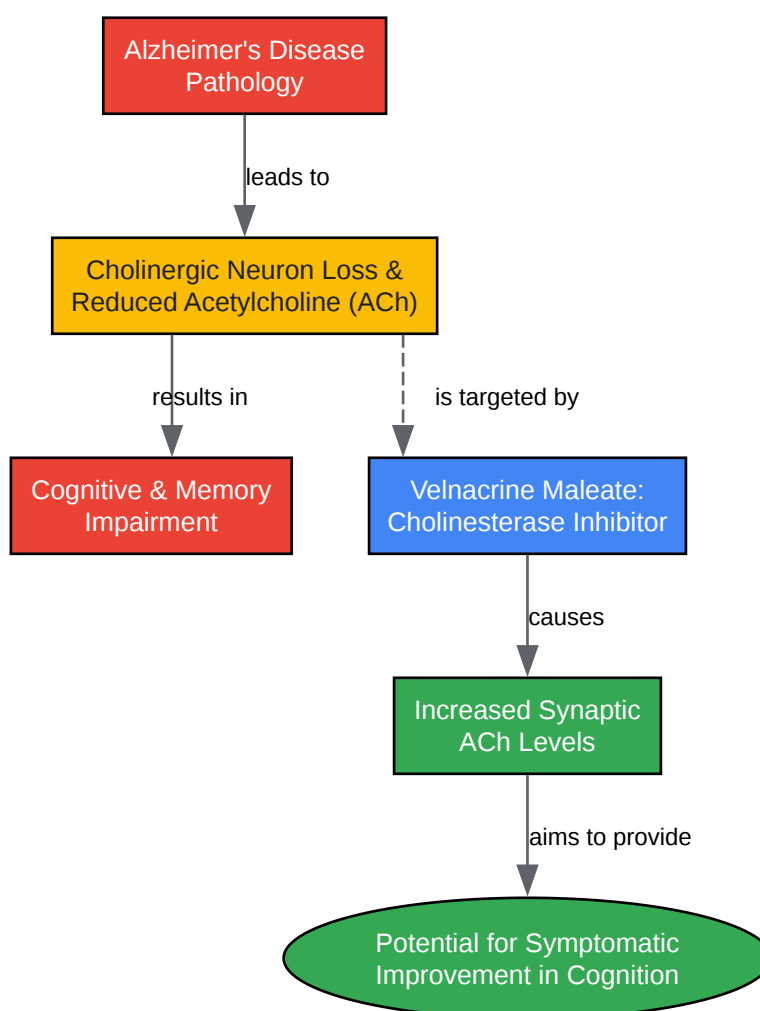 Alzheimer's Disease
Pathology
leads to
Cholinergic Neuron Loss &
Reduced Acetylcholine (ACh)
results in
is targeted by
Cognitive & Memory
Impairment
Velnacrine Maleate:
Cholinesterase Inhibitor
causes
Increased Synaptic
ACh Levels
aims to provide
Potential for Symptomatic
Improvement in Cognition